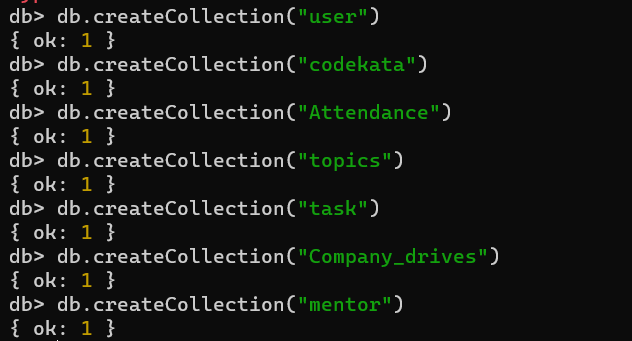 db> db.createCollection("user")
{ ok: 1 }
db> db.createCollection("codekata")
{ ok: 1 }
db> db.createCollection("Attendance")
{ ok: 1 }
db> db.createCollection("topics")
{ ok: 1 }
db> db.createCollection("task")
{ ok: 1 }
db> db.createCollection("Company_drives")
{ ok: 1 }
db> db.createCollection("mentor")
{ ok: 1 }